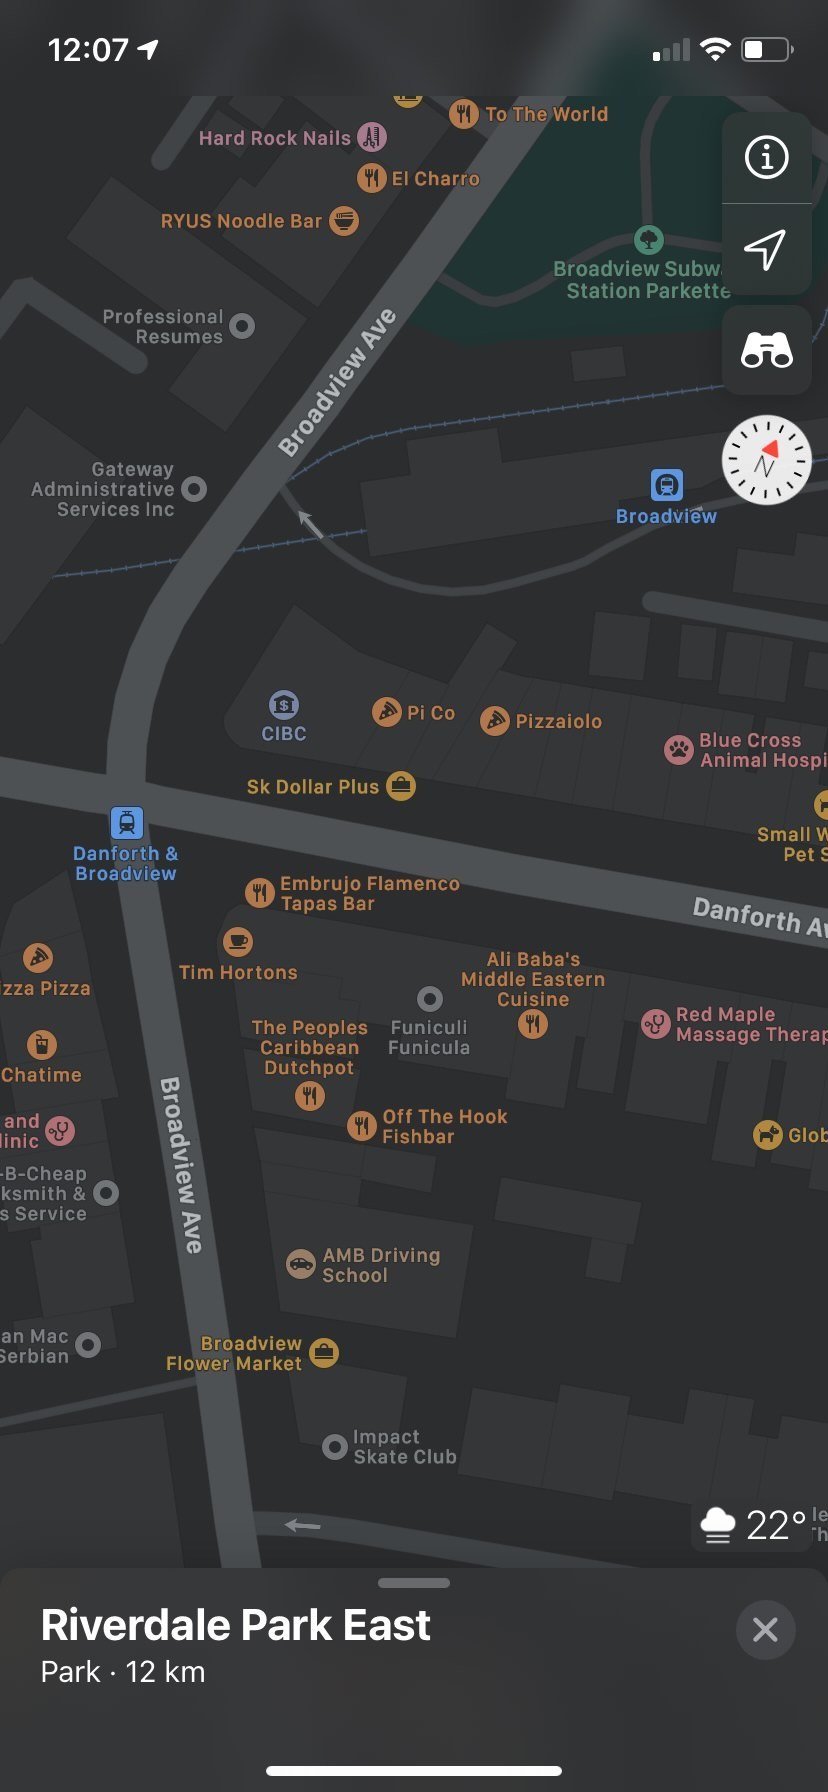 12:07
To The World
Hard Rock Nails
El Charro
RYUS Noodle Bar
Broadview Subw
Station Parkette
Professional
Resumes
Broadview Ave
Gateway
Administrative
Services Inc
N
Broadview
CIBC
Pi Co
Pizzaiolo
Blue Cross
Animal Hospi
Sk Dollar Plus
Small W
Pet S
Danforth &
Broadview
Embrujo Flamenco
Tapas Bar
Danforth Av
Tim Hortons
zza Pizza
Ali Baba's
Middle Eastern
Cuisine
Funiculi
Funicula
Red Maple
Massage Therap
The Peoples
Caribbean
Dutchpot
Chatime
Off The Hook
Fishbar
and
linic
Glob
Broadview Ave
-B-Cheap
ksmith &
s Service
AMB Driving
School
an Mac
Serbian
Broadview
Flower Market
Impact
Skate Club
22°
le
Th
Riverdale Park East
Park · 12 km